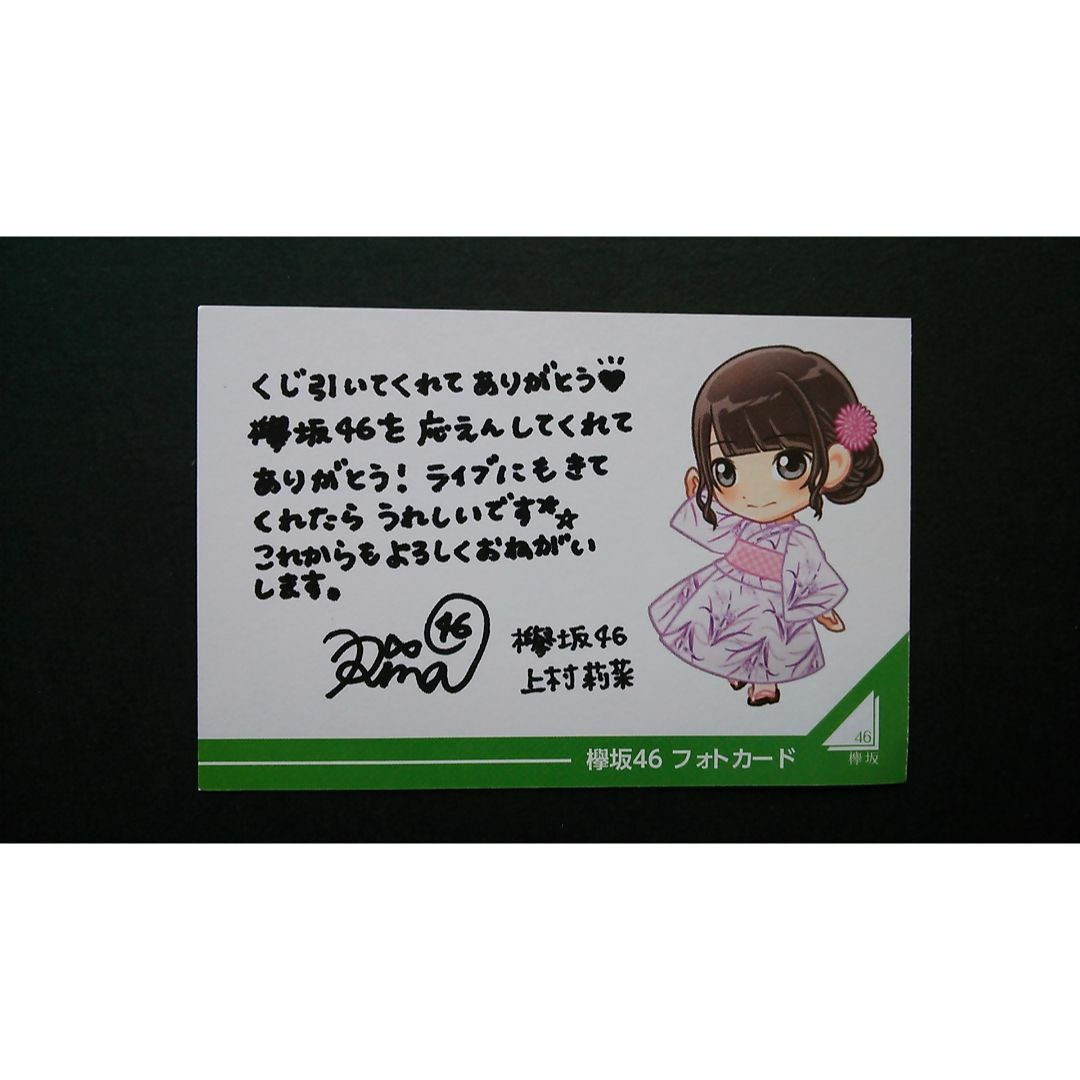 くじ引いてくれてありがとう♥
欅坂46を応えんしてくれて
ありがとう！ライブにもきて
くれたらうれしいです☆☆
これからもよろしくおねがい
します。
Rina 46
欅坂46
上村莉菜
欅坂46 フォトカード
46
欅坂